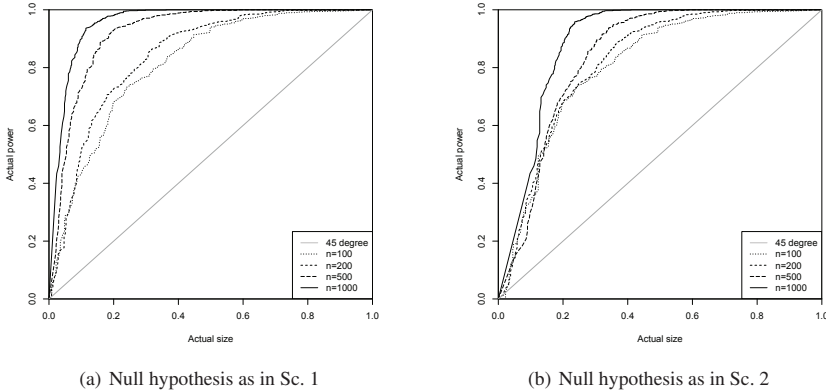 1.0
0.8
0.6
0.4
0.2
0.0
Actual power
0.0 0.2 0.4 0.6 0.8 1.0
Actual size
45 degree
n=100
n=200
n=500
n=1000
(a) Null hypothesis as in Sc. 1
1.0
0.8
0.6
0.4
0.2
0.0
Actual power
0.0 0.2 0.4 0.6 0.8 1.0
Actual size
45 degree
n=100
n=200
n=500
n=1000
(b) Null hypothesis as in Sc. 2